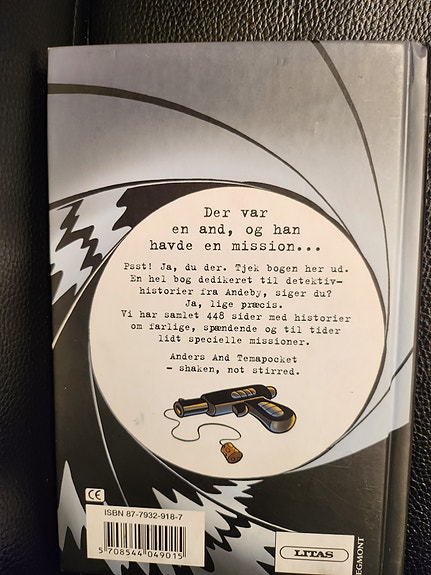 Der var
en and, og han
havde en mission...
Psst! Ja, du der. Tjek bogen her ud.
En hel bog dedikeret til detektiv-
historier fra Andeby, siger du?
Ja, lige præcis.
Vi har samlet 448 sider med historier
om farlige, spændende og til tider
lidt specielle missioner.
Anders And Temapocket
- shaken, not stirred.
CE
ISBN 87-7932-918-7
5 708544 049015
LITAS
EGMONT